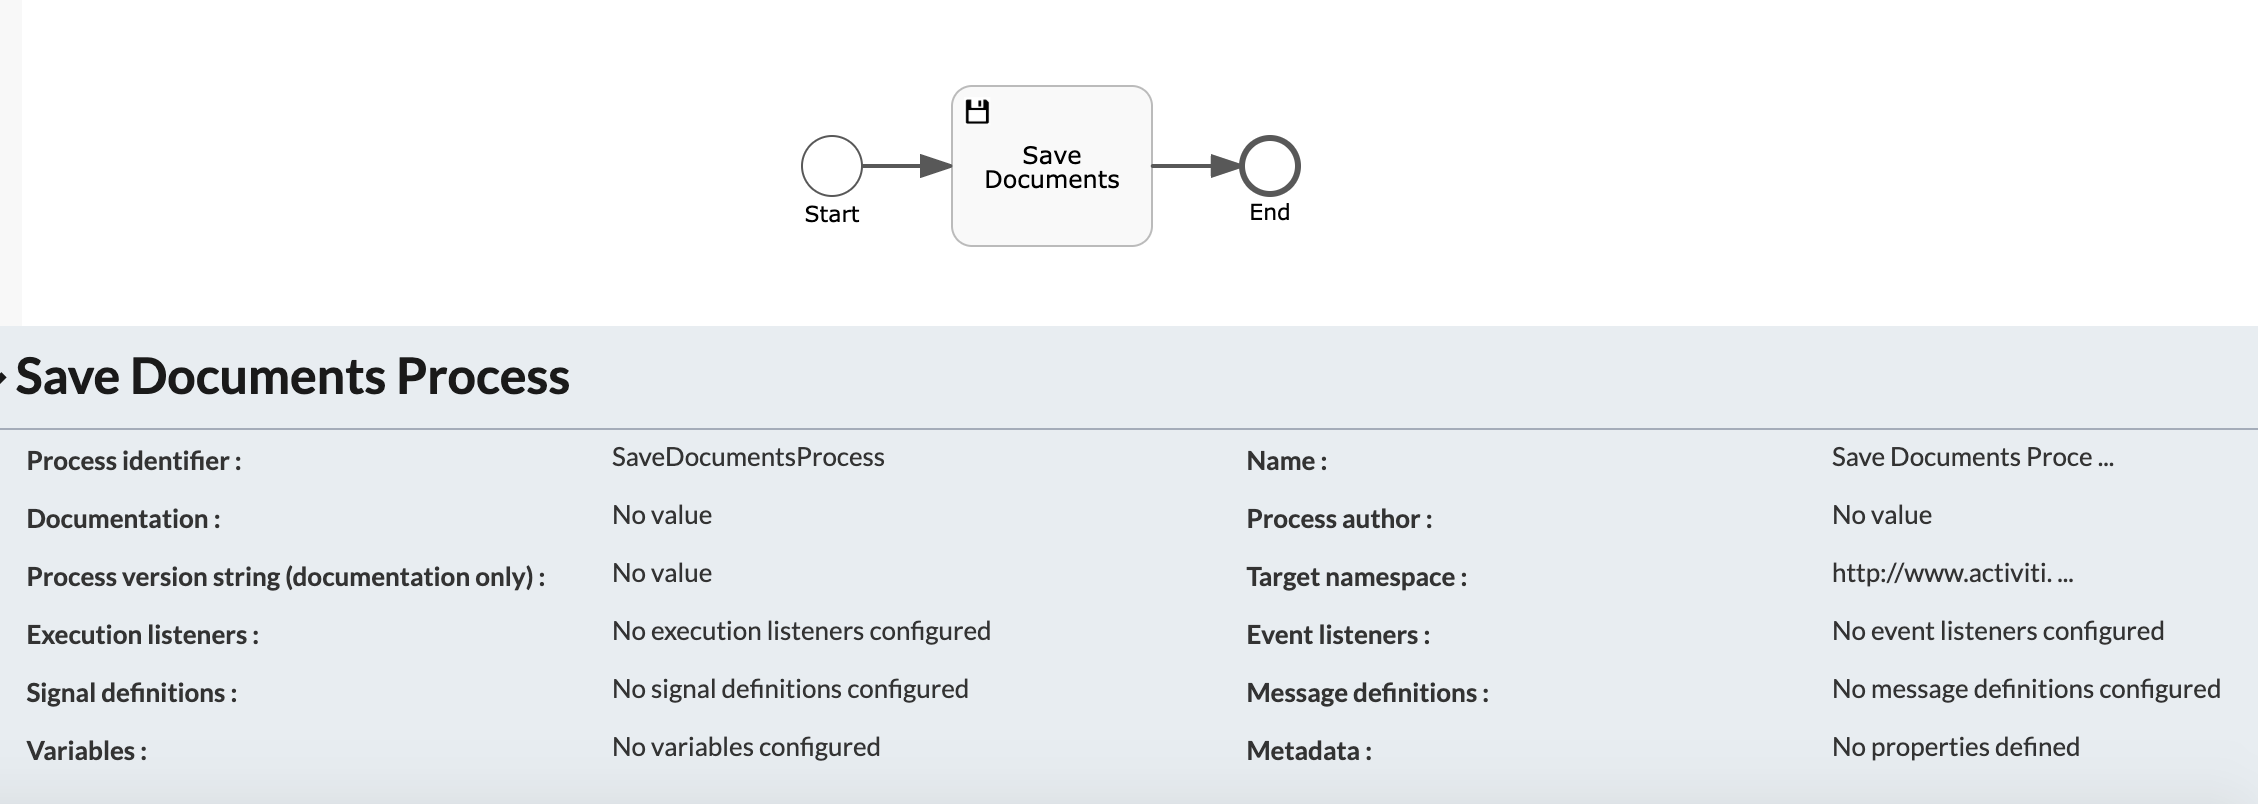 Save
Documents
Start
End
Save Documents Process
Process identifier :
SaveDocumentsProcess
Name :
Save Documents Proce ...
Documentation :
No value
Process author :
No value
Process version string (documentation only) :
No value
Target namespace :
http://www.activiti. ...
Execution listeners :
No execution listeners configured
Event listeners :
No event listeners configured
Signal definitions :
No signal definitions configured
Message definitions :
No message definitions configured
Variables :
No variables configured
Metadata :
No properties defined